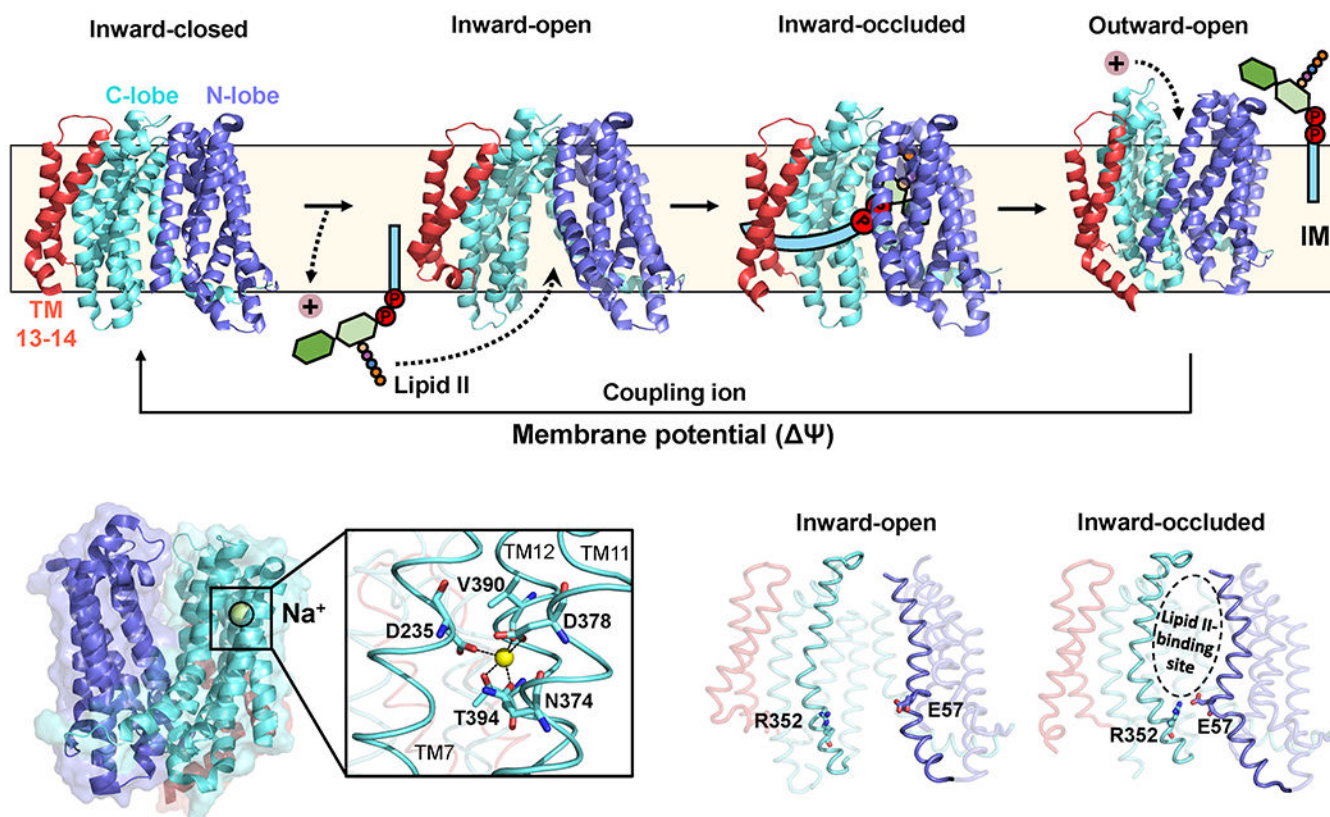 Inward-closed
Inward-open
Inward-occluded
Outward-open
C-lobe
N-lobe
+
+
P
P
P
P
P
P
IM
TM
13-14
Lipid II
Coupling ion
Membrane potential (ΔΨ)
Na⁺
TM12
TM11
V390
D235
D378
N374
T394
TM7
Inward-open
Inward-occluded
Lipid II-
binding
site
R352
E57
R352
E57